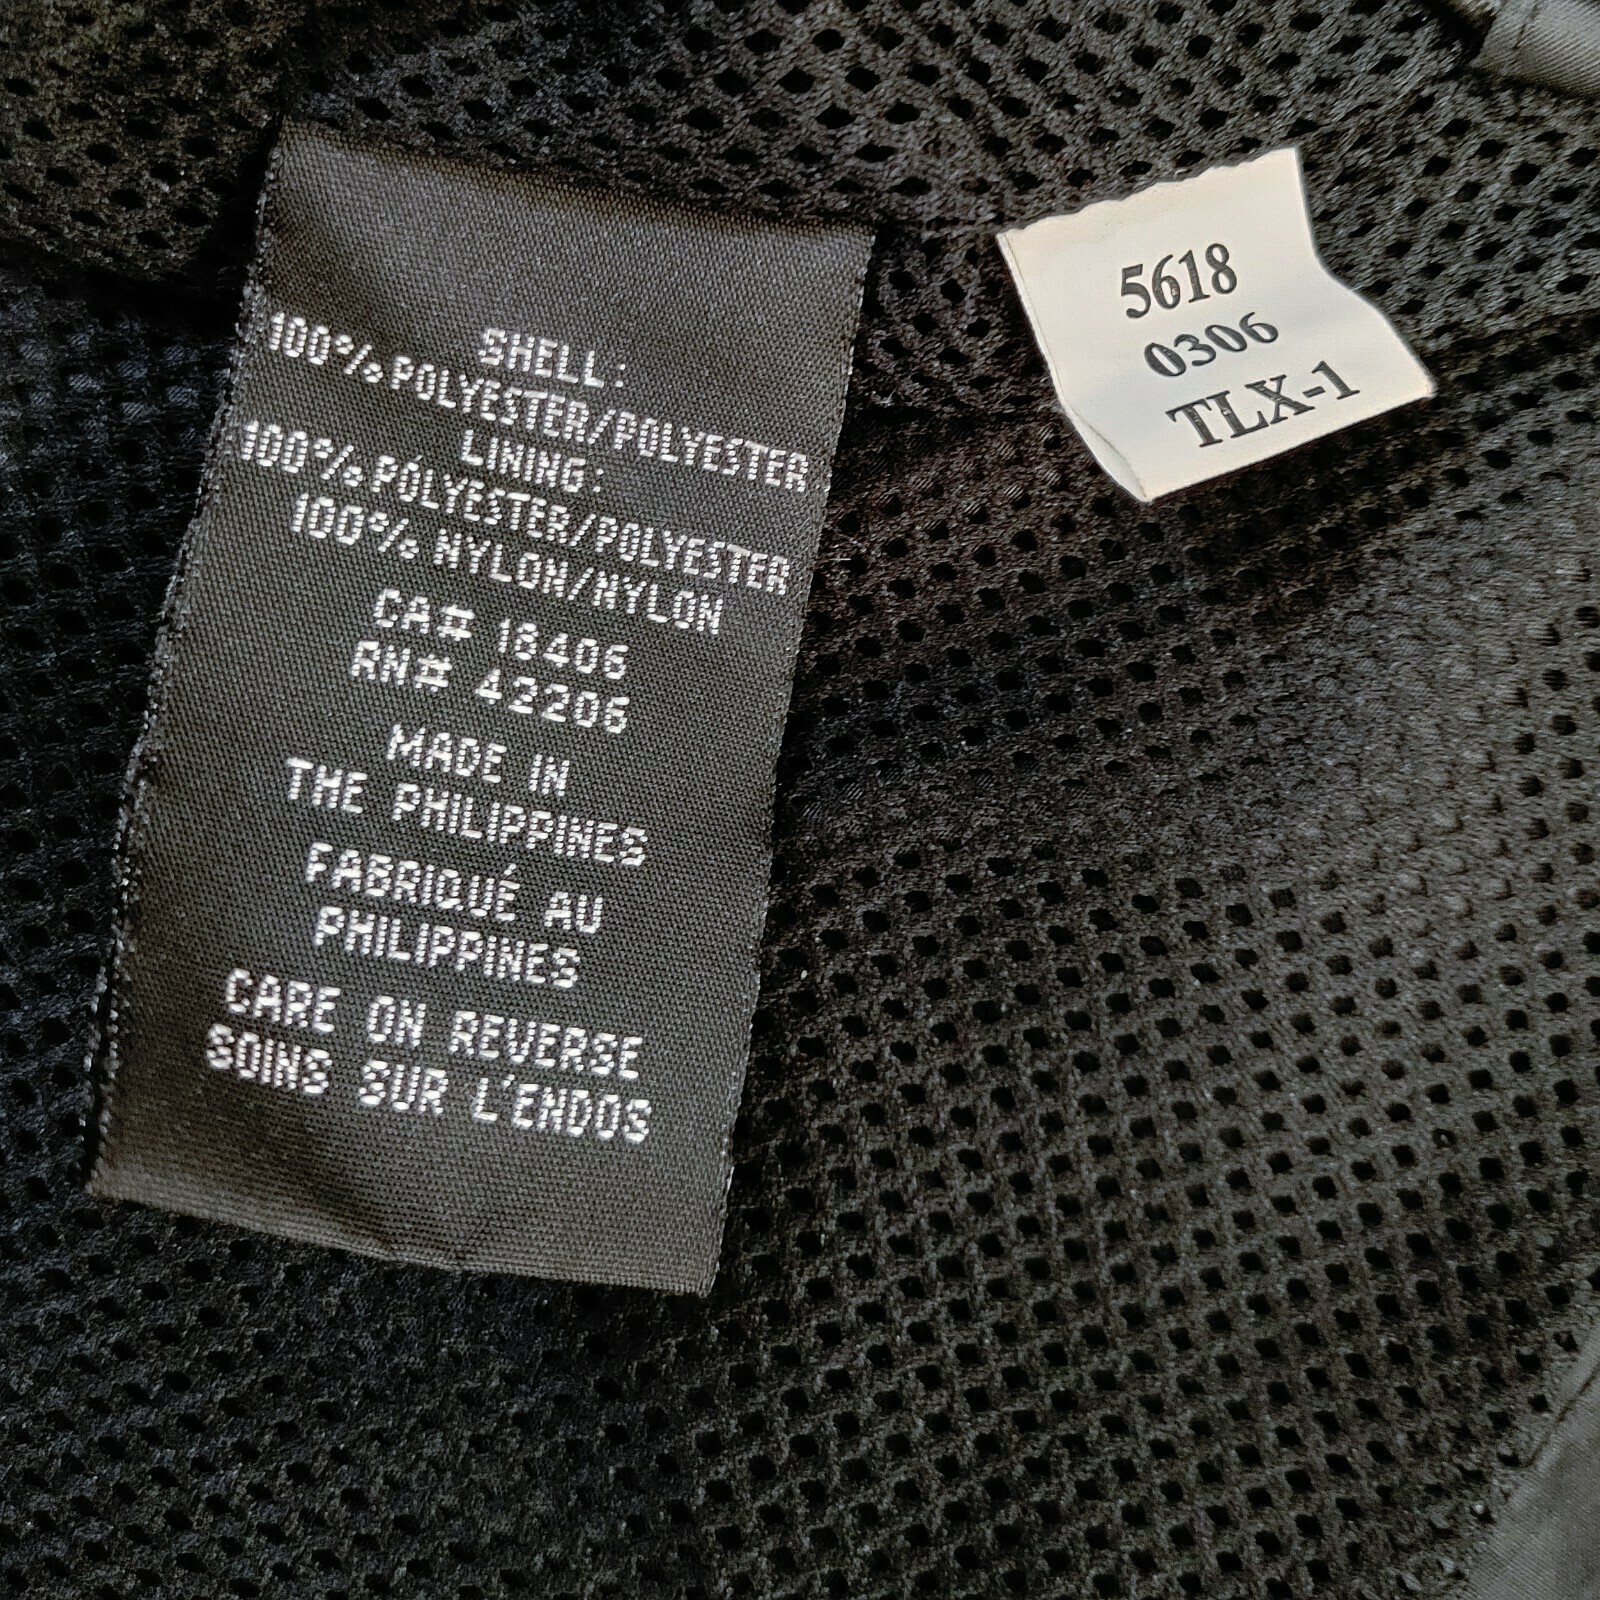 SHELL:
100% POLYESTER/POLYESTER
LINING:
100% POLYESTER/POLYESTER
100% NYLON/NYLON
CA# 18406
RN# 43206
MADE IN
THE PHILIPPINES
FABRIQUÉ AU
PHILIPPINES
CARE ON REVERSE
SOINS SUR L'ENDOS
5618
0306
TLX-1